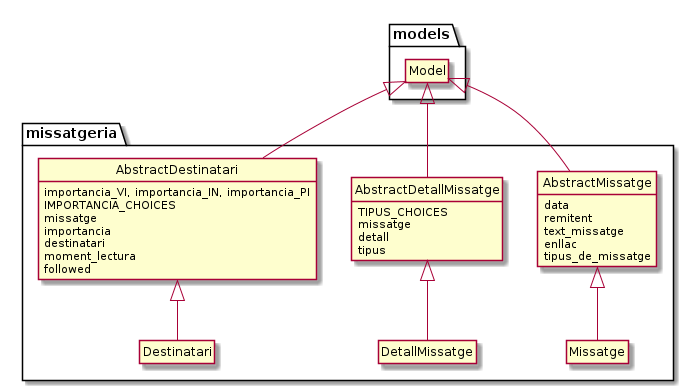 models
Model
missatgeria
AbstractDestinatari
importancia_VI, importancia_IN, importancia_PI
IMPORTANCIA_CHOICES
missatge
importancia
destinatari
moment_lectura
followed
AbstractDetallMissatge
TIPUS_CHOICES
missatge
detall
tipus
AbstractMissatge
data
remitent
text_missatge
enllac
tipus_de_missatge
Destinatari
DetallMissatge
Missatge